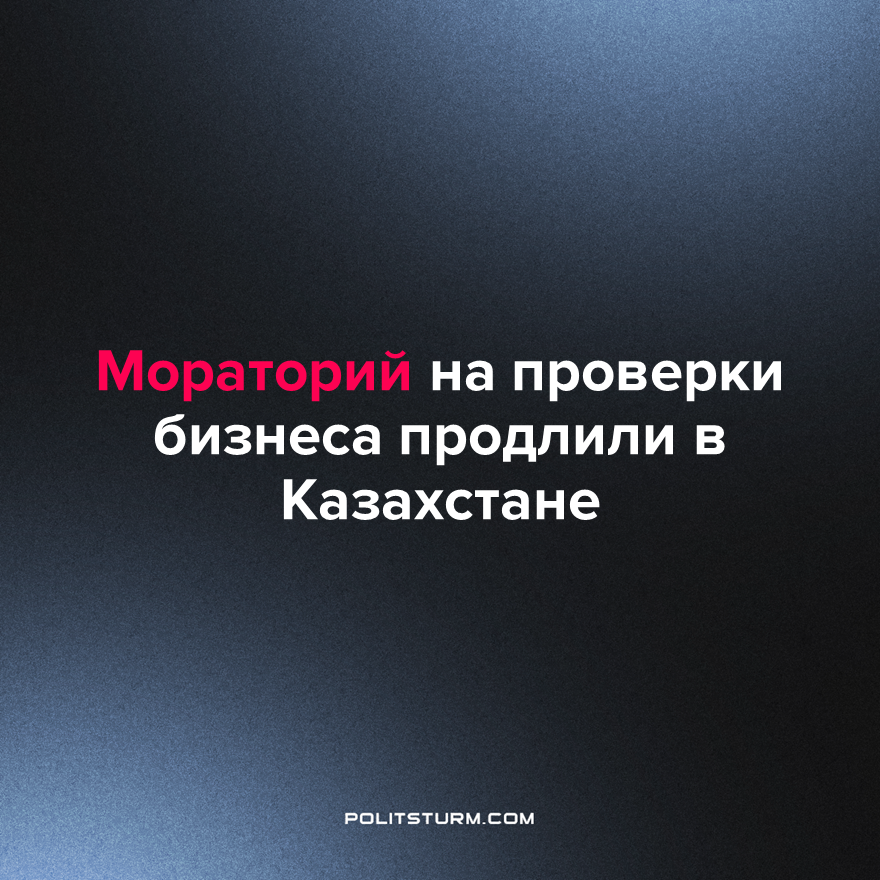 Мораторий на проверки
бизнеса продлили в
Казахстане
POLITSTURM.COM